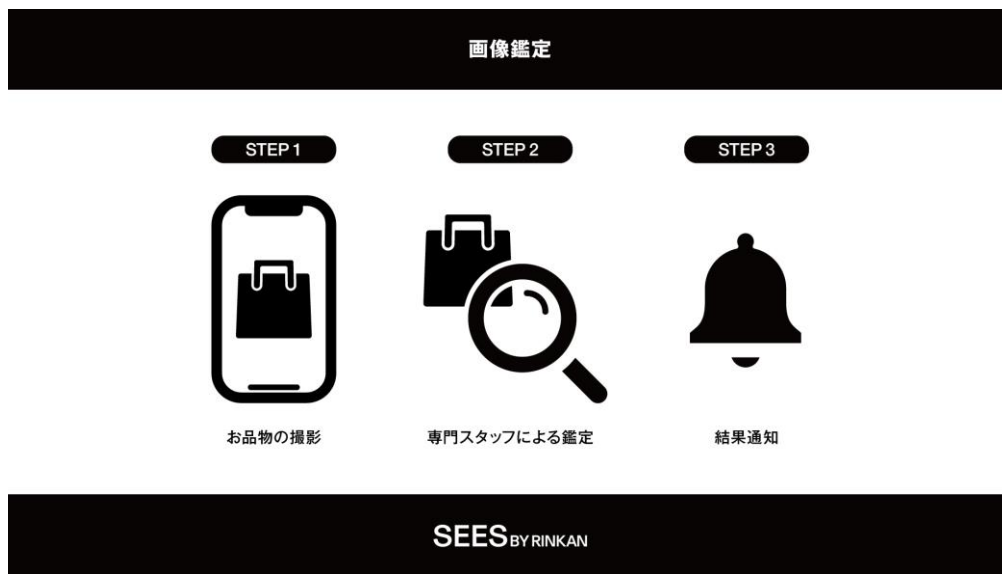 画像鑑定
STEP 1
STEP 2
STEP 3
お品物の撮影
専門スタッフによる鑑定
結果通知
SEES BY RINKAN